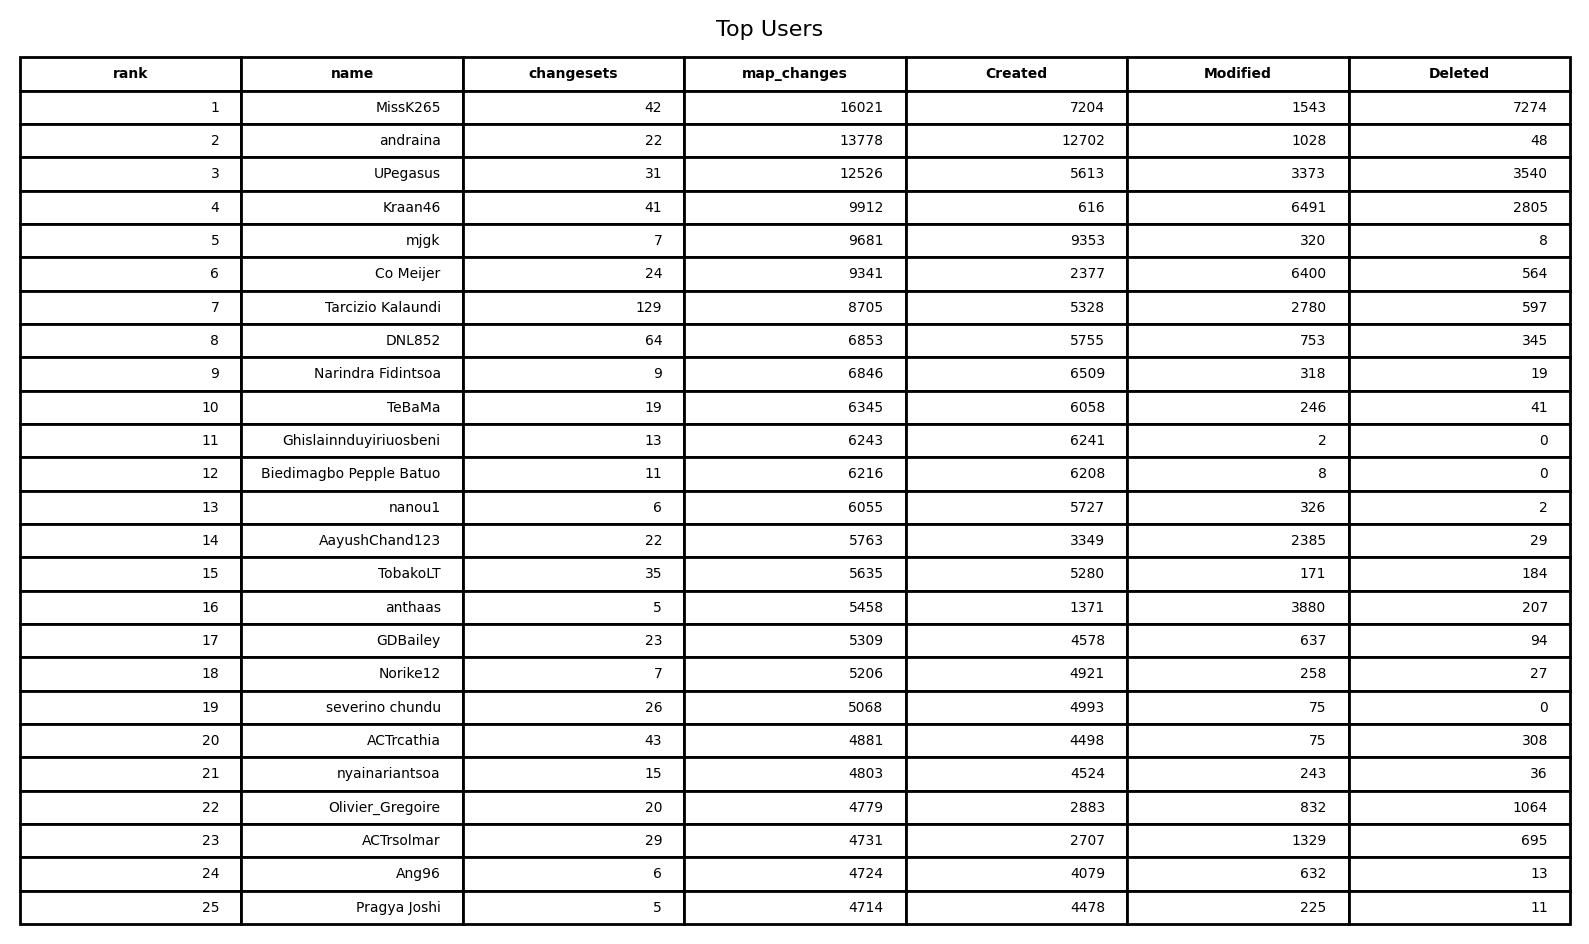 Top Users
rank name changesets map_changes Created Modified Deleted
1 MissK265 42 16021 7204 1543 7274
2 andraina 22 13778 12702 1028 48
3 UPegasus 31 12526 5613 3373 3540
4 Kraan46 41 9912 616 6491 2805
5 mjgk 7 9681 9353 320 8
6 Co Meijer 24 9341 2377 6400 564
7 Tarcizio Kalaundi 129 8705 5328 2780 597
8 DNL852 64 6853 5755 753 345
9 Narindra Fidintsoa 9 6846 6509 318 19
10 TeBaMa 19 6345 6058 246 41
11 Ghislainnduyiriuosbeni 13 6243 6241 2 0
12 Biedimagbo Pepple Batuo 11 6216 6208 8 0
13 nanou1 6 6055 5727 326 2
14 AayushChand123 22 5763 3349 2385 29
15 TobakoLT 35 5635 5280 171 184
16 anthaas 5 5458 1371 3880 207
17 GDBailey 23 5309 4578 637 94
18 Norike12 7 5206 4921 258 27
19 severino chundu 26 5068 4993 75 0
20 ACTrcathia 43 4881 4498 75 308
21 nyainariantsoa 15 4803 4524 243 36
22 Olivier_Gregoire 20 4779 2883 832 1064
23 ACTrsolmar 29 4731 2707 1329 695
24 Ang96 6 4724 4079 632 13
25 Pragya Joshi 5 4714 4478 225 11